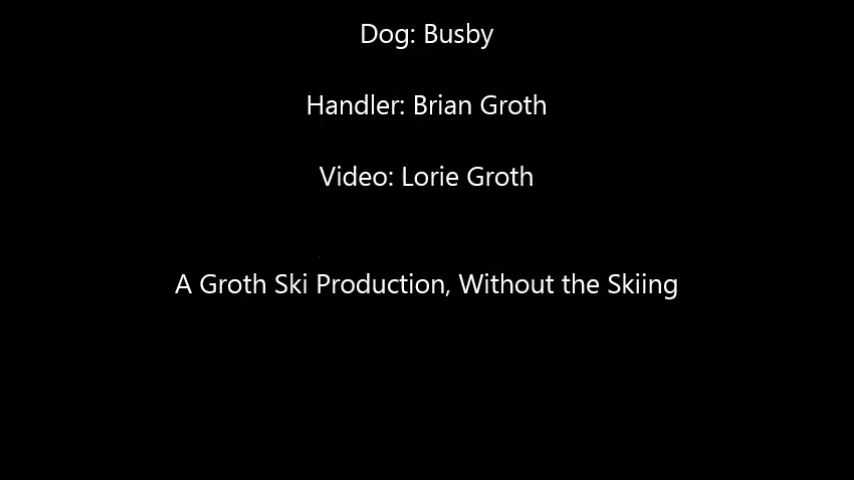 Dog: Busby
Handler: Brian Groth
Video: Lorie Groth
A Groth Ski Production, Without the Skiing